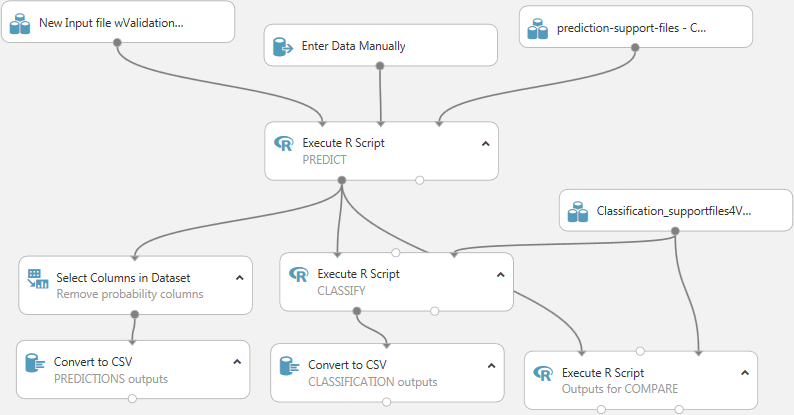 New Input file wValidation...
Enter Data Manually
prediction-support-files - C...
R Execute R Script
PREDICT
Classification_supportfiles4V...
Select Columns in Dataset
Remove probability columns
R Execute R Script
CLASSIFY
Convert to CSV
PREDICTIONS outputs
Convert to CSV
CLASSIFICATION outputs
R Execute R Script
Outputs for COMPARE